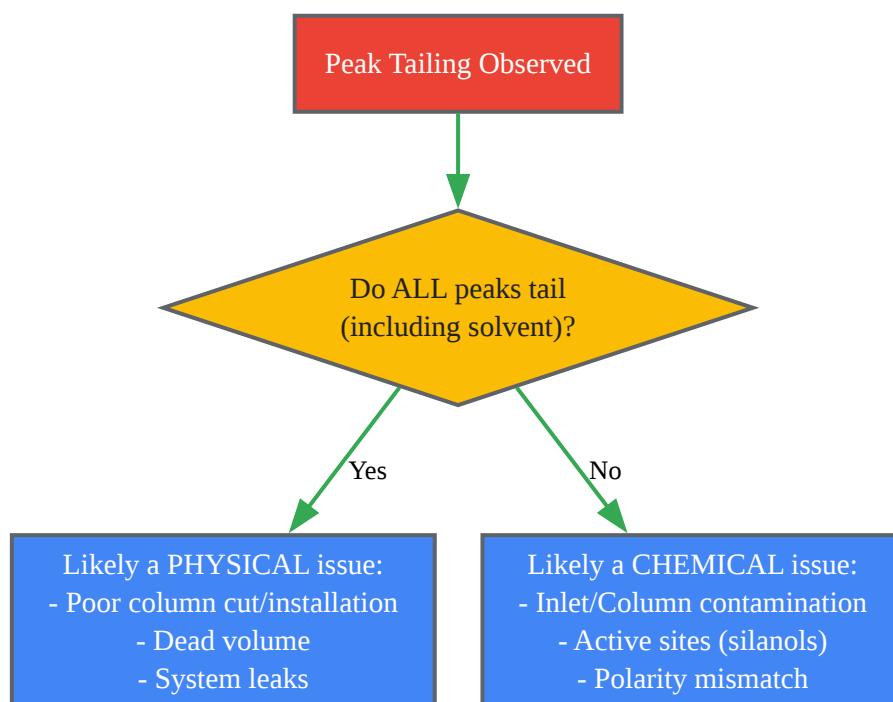 Peak Tailing Observed
Do ALL peaks tail
(including solvent)?
Yes
No
Likely a PHYSICAL issue:
- Poor column cut/installation
- Dead volume
- System leaks
Likely a CHEMICAL issue:
- Inlet/Column contamination
- Active sites (silanols)
- Polarity mismatch